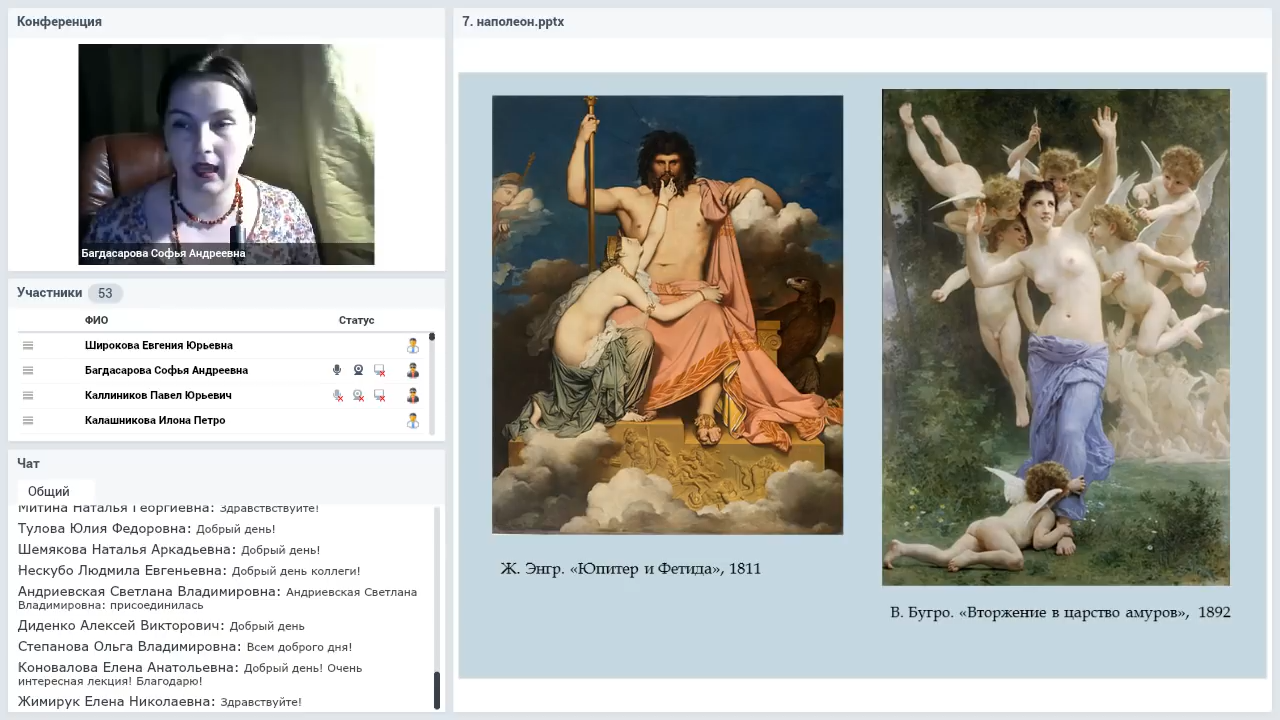 Конференция
Багдасарова Софья Андреевна
Участники 53
ФИО Статус
Широкова Евгения Юрьевна
Багдасарова Софья Андреевна
Каллиников Павел Юрьевич
Калашникова Илона Петро
Чат
Общий
Митина Наталья Георгиевна: Здравствствуйте!
Тулова Юлия Федоровна: Добрый день!
Шемякова Наталья Аркадьевна: Добрый день!
Нескубо Людмила Евгеньевна: Добрый день коллеги!
Андриевская Светлана Владимировна: Андриевская Светлана
Владимировна: присоединилась
Диденко Алексей Викторович: Добрый день
Степанова Ольга Владимировна: Всем доброго дня!
Коновалова Елена Анатольевна: Добрый день! Очень
интересная лекция! Благодарю!
Жимирук Елена Николаевна: Здравствуйте!
7. наполеон.pptx
Ж. Энгр. «Юпитер и Фетида», 1811
В. Бугро. «Вторжение в царство амуров», 1892